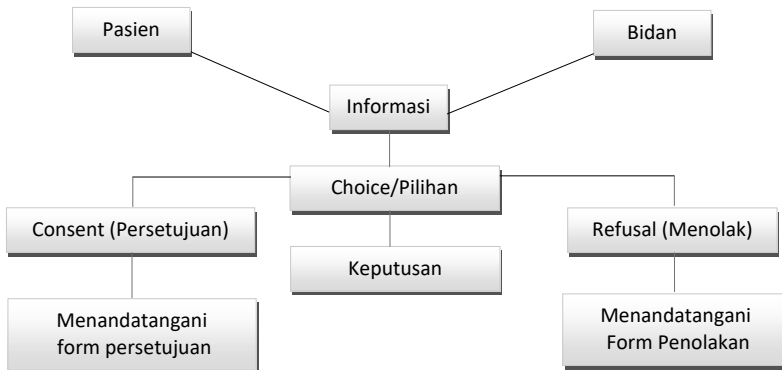 Pasien
Bidan
Informasi
Choice/Pilihan
Consent (Persetujuan)
Refusal (Menolak)
Keputusan
Menandatangani
form persetujuan
Menandatangani
Form Penolakan